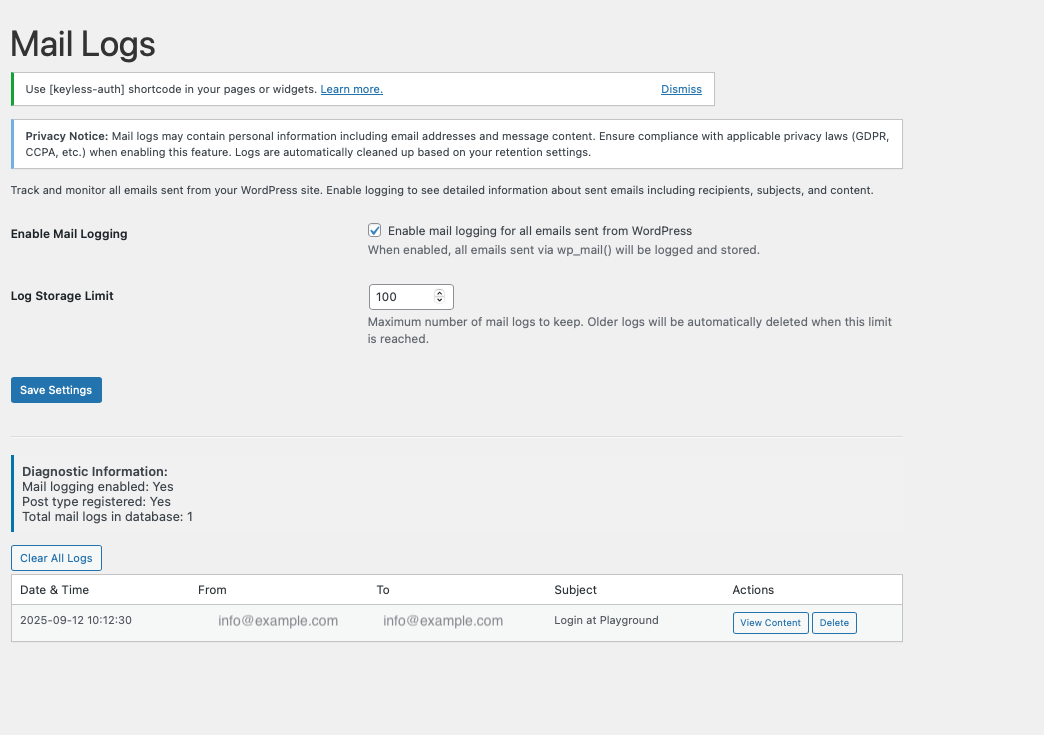 Mail Logs
Use [keyless-auth] shortcode in your pages or widgets. Learn more. Dismiss
Privacy Notice: Mail logs may contain personal information including email addresses and message content. Ensure compliance with applicable privacy laws (GDPR,
CCPA, etc.) when enabling this feature. Logs are automatically cleaned up based on your retention settings.
Track and monitor all emails sent from your WordPress site. Enable logging to see detailed information about sent emails including recipients, subjects, and content.
Enable Mail Logging Enable mail logging for all emails sent from WordPress
When enabled, all emails sent via wp_mail() will be logged and stored.
Log Storage Limit 100
Maximum number of mail logs to keep. Older logs will be automatically deleted when this limit
is reached.
Save Settings
Diagnostic Information:
Mail logging enabled: Yes
Post type registered: Yes
Total mail logs in database: 1
Clear All Logs
Date & Time From To Subject Actions
2025-09-12 10:12:30 info@example.com info@example.com Login at Playground View Content Delete